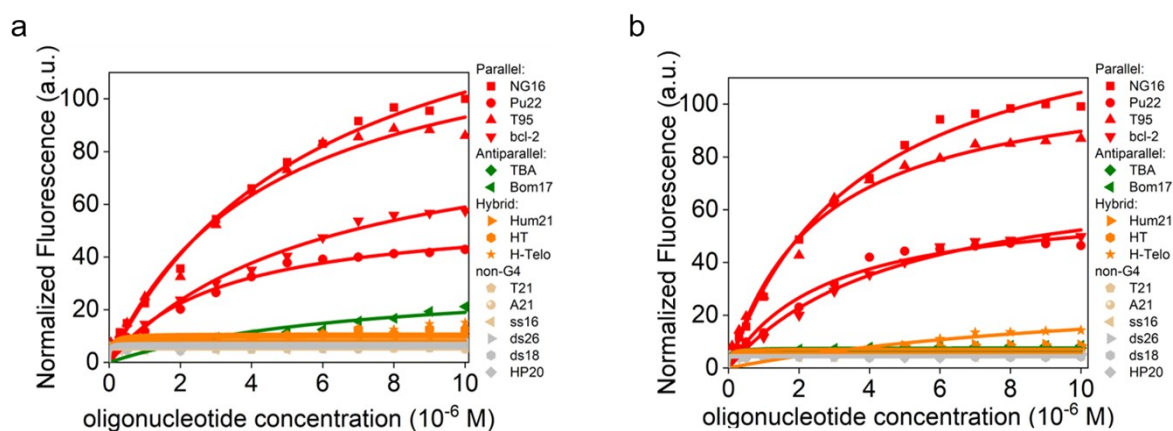 a
Normalized Fluorescence (a.u.)
100
80
60
40
20
0
0
2
4
6
8
10
oligonucleotide concentration (10-6 M)
Parallel:
NG16
Pu22
T95
bcl-2
Antiparallel:
TBA
Bom17
Hybrid:
Hum21
HT
H-Telo
non-G4
T21
A21
ss16
ds26
ds18
HP20
b
Normalized Fluorescence (a.u.)
100
80
60
40
20
0
0
2
4
6
8
10
oligonucleotide concentration (10-6 M)
Parallel:
NG16
Pu22
T95
bcl-2
Antiparallel:
TBA
Bom17
Hybrid:
Hum21
HT
H-Telo
non-G4
T21
A21
ss16
ds26
ds18
HP20